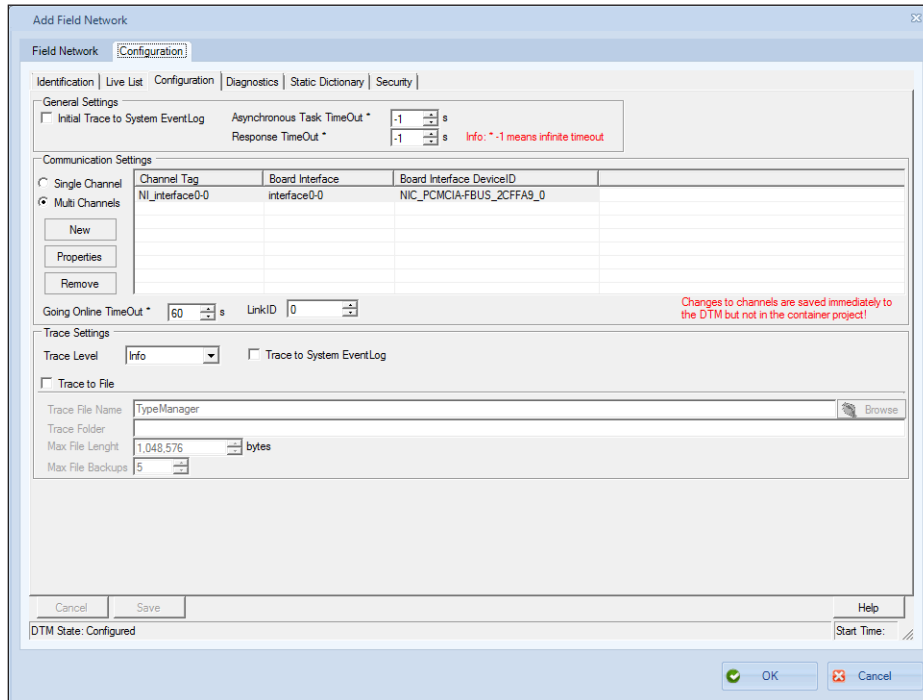 Add Field Network
Field Network Configuration
Identification Live List Configuration Diagnostics Static Dictionary Security
General Settings
Initial Trace to System EventLog Asynchronous Task TimeOut * -1 s
Response TimeOut * -1 s Info: * -1 means infinite timeout
Communication Settings
Single Channel
Multi Channels
New
Properties
Remove
Channel Tag Board Interface Board Interface DeviceID
NI_interface0-0 interface0-0 NIC_PCMCIA-FBUS_2CFFA9_0
Going Online TimeOut * 60 s LinkID 0
Changes to channels are saved immediately to
the DTM but not in the container project!
Trace Settings
Trace Level Info Trace to System EventLog
Trace to File
Trace File Name TypeManager Browse
Trace Folder
Max File Lenght 1,048,576 bytes
Max File Backups 5
Cancel Save Help
DTM State: Configured Start Time:
OK Cancel